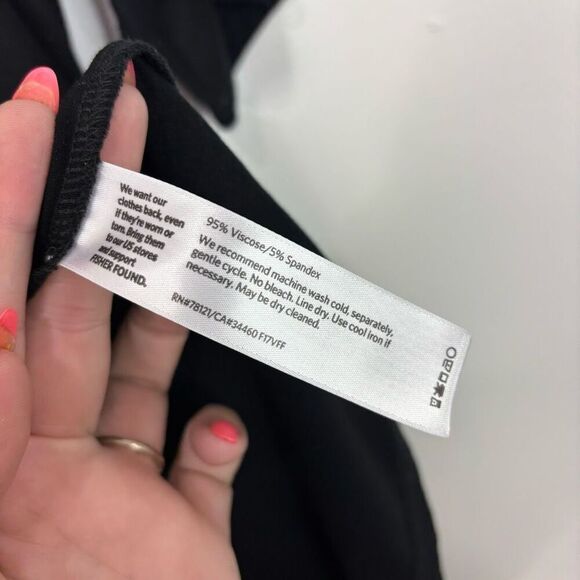 We want our
clothes back, even
if they're worn or
torn. Bring them
to our US stores
and support
FISHER FOUND.
95% Viscose/5% Spandex
We recommend machine wash cold, separately,
gentle cycle. No bleach. Line dry. Use cool iron if
necessary. May be dry cleaned.
RN#78121/CA#34460 F17VFF